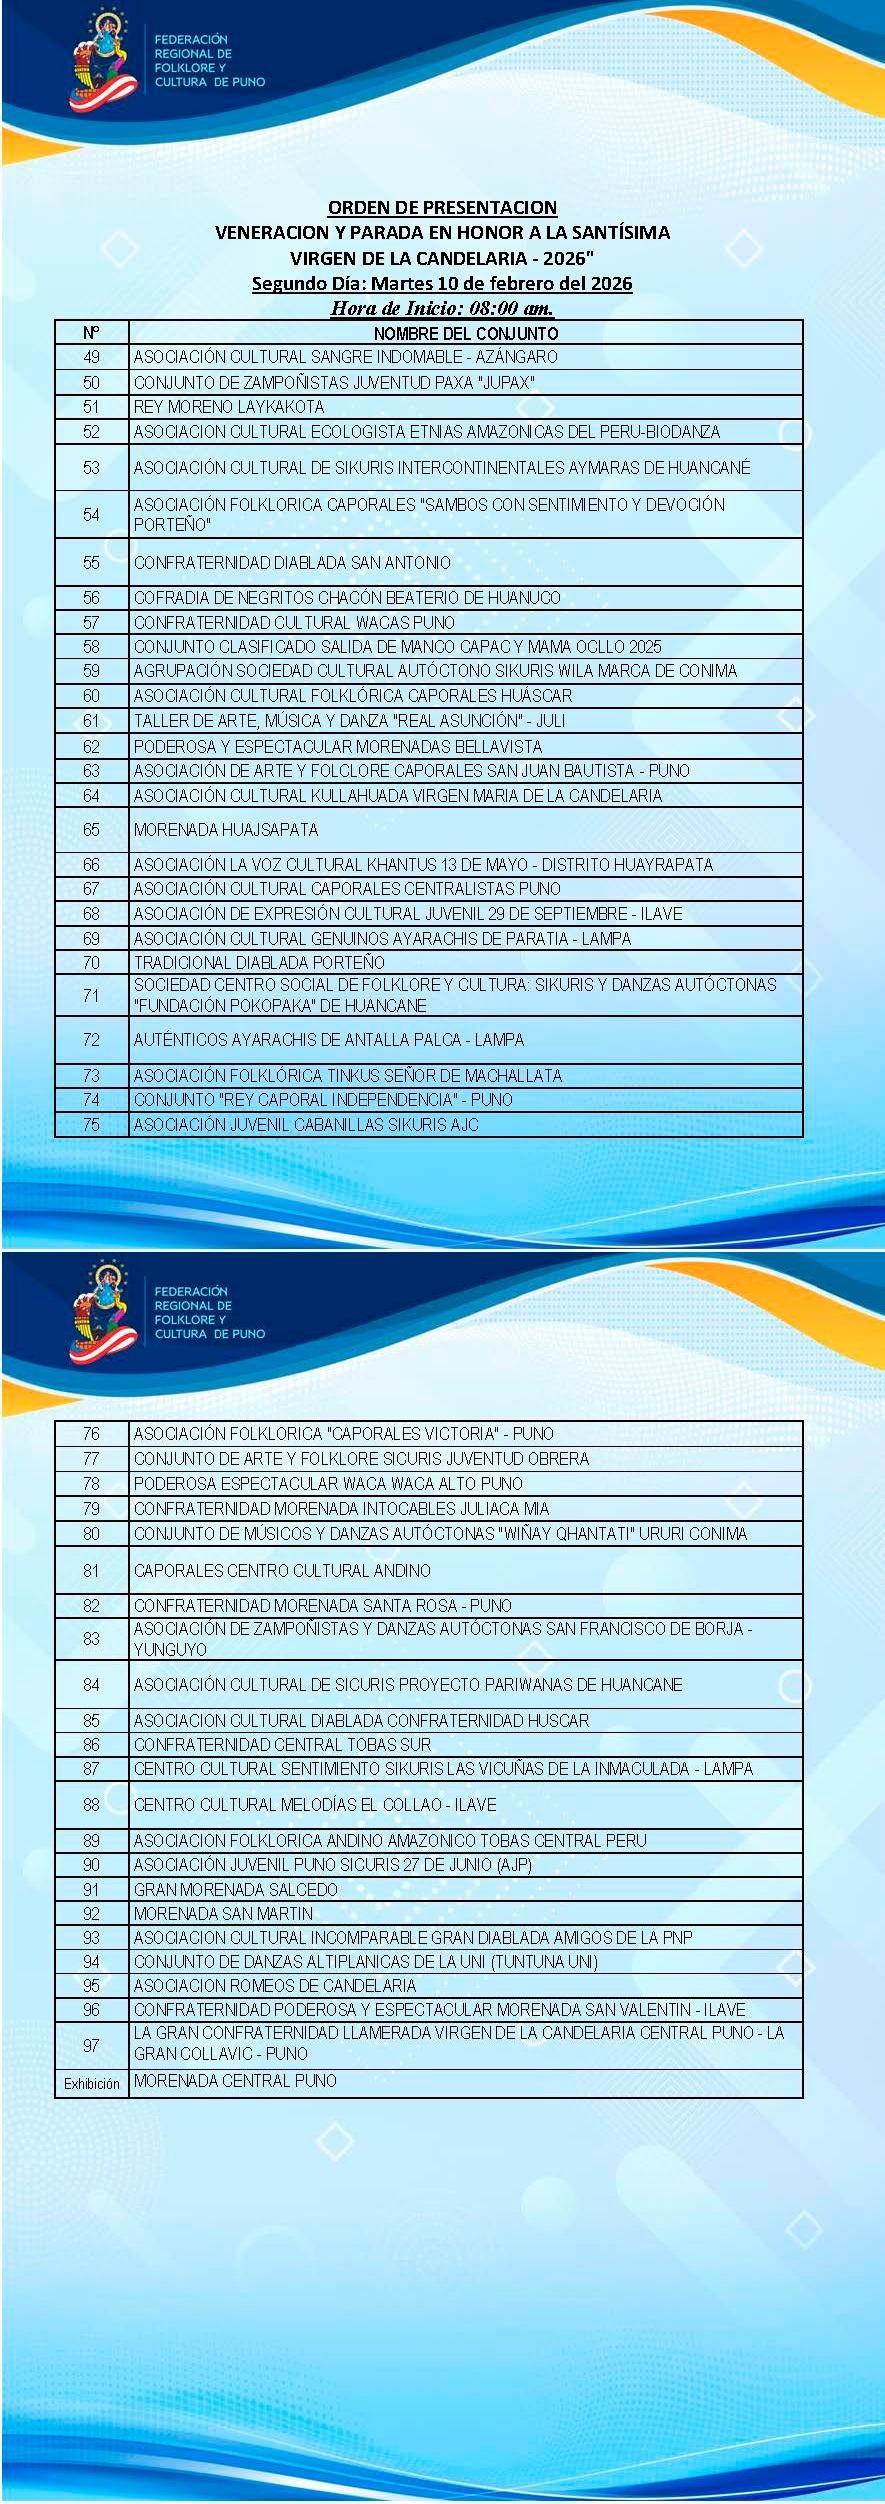 FEDERACIÓN
REGIONAL DE
FOLKLORE Y
CULTURA DE PUNO
ORDEN DE PRESENTACION
VENERACION Y PARADA EN HONOR A LA SANTÍSIMA
VIRGEN DE LA CANDELARIA - 2026"
Segundo Día: Martes 10 de febrero del 2026
Hora de Inicio: 08:00 am.
Nº NOMBRE DEL CONJUNTO
49 ASOCIACIÓN CULTURAL SANGRE INDOMABLE - AZÁNGARO
50 CONJUNTO DE ZAMPOÑISTAS JUVENTUD PAXA "JUPAX"
51 REY MORENO LAYKAKOTA
52 ASOCIACION CULTURAL ECOLOGISTA ETNIAS AMAZONICAS DEL PERU-BIODANZA
53 ASOCIACIÓN CULTURAL DE SIKURIS INTERCONTINENTALES AYMARAS DE HUANCANÉ
54 ASOCIACIÓN FOLKLORICA CAPORALES "SAMBOS CON SENTIMIENTO Y DEVOCIÓN
PORTEÑO"
55 CONFRATERNIDAD DIABLADA SAN ANTONIO
56 COFRADIA DE NEGRITOS CHACÓN BEATERIO DE HUANUCO
57 CONFRATERNIDAD CULTURAL WACAS PUNO
58 CONJUNTO CLASIFICADO SALIDA DE MANCO CAPAC Y MAMA OCLLO 2025
59 AGRUPACIÓN SOCIEDAD CULTURAL AUTÓCTONO SIKURIS WILA MARCA DE CONIMA
60 ASOCIACIÓN CULTURAL FOLKLÓRICA CAPORALES HUÁSCAR
61 TALLER DE ARTE, MÚSICA Y DANZA "REAL ASUNCIÓN" - JULI
62 PODEROSA Y ESPECTACULAR MORENADAS BELLAVISTA
63 ASOCIACIÓN DE ARTE Y FOLCLORE CAPORALES SAN JUAN BAUTISTA - PUNO
64 ASOCIACIÓN CULTURAL KULLAHUADA VIRGEN MARIA DE LA CANDELARIA
65 MORENADA HUAJSAPATA
66 ASOCIACIÓN LA VOZ CULTURAL KHANTUS 13 DE MAYO - DISTRITO HUAYRAPATA
67 ASOCIACIÓN CULTURAL CAPORALES CENTRALISTAS PUNO
68 ASOCIACIÓN DE EXPRESIÓN CULTURAL JUVENIL 29 DE SEPTIEMBRE - ILAVE
69 ASOCIACIÓN CULTURAL GENUINOS AYARACHIS DE PARATIA - LAMPA
70 TRADICIONAL DIABLADA PORTEÑO
71 SOCIEDAD CENTRO SOCIAL DE FOLKLORE Y CULTURA: SIKURIS Y DANZAS AUTÓCTONAS
"FUNDACIÓN POKOPAKA" DE HUANCANE
72 AUTÉNTICOS AYARACHIS DE ANTALLA PALCA - LAMPA
73 ASOCIACIÓN FOLKLÓRICA TINKUS SEÑOR DE MACHALLATA
74 CONJUNTO "REY CAPORAL INDEPENDENCIA" - PUNO
75 ASOCIACIÓN JUVENIL CABANILLAS SIKURIS AJC
FEDERACIÓN
REGIONAL DE
FOLKLORE Y
CULTURA DE PUNO
76 ASOCIACIÓN FOLKLORICA "CAPORALES VICTORIA" - PUNO
77 CONJUNTO DE ARTE Y FOLKLORE SICURIS JUVENTUD OBRERA
78 PODEROSA ESPECTACULAR WACA WACA ALTO PUNO
79 CONFRATERNIDAD MORENADA INTOCABLES JULIACA MIA
80 CONJUNTO DE MÚSICOS Y DANZAS AUTÓCTONAS "WIÑAY QHANTATI" URURI CONIMA
81 CAPORALES CENTRO CULTURAL ANDINO
82 CONFRATERNIDAD MORENADA SANTA ROSA - PUNO
83 ASOCIACIÓN DE ZAMPOÑISTAS Y DANZAS AUTÓCTONAS SAN FRANCISCO DE BORJA -
YUNGUYO
84 ASOCIACIÓN CULTURAL DE SICURIS PROYECTO PARIWANAS DE HUANCANE
85 ASOCIACION CULTURAL DIABLADA CONFRATERNIDAD HUSCAR
86 CONFRATERNIDAD CENTRAL TOBAS SUR
87 CENTRO CULTURAL SENTIMIENTO SIKURIS LAS VICUÑAS DE LA INMACULADA - LAMPA
88 CENTRO CULTURAL MELODÍAS EL COLLAO - ILAVE
89 ASOCIACION FOLKLORICA ANDINO AMAZONICO TOBAS CENTRAL PERU
90 ASOCIACIÓN JUVENIL PUNO SICURIS 27 DE JUNIO (AJP)
91 GRAN MORENADA SALCEDO
92 MORENADA SAN MARTIN
93 ASOCIACION CULTURAL INCOMPARABLE GRAN DIABLADA AMIGOS DE LA PNP
94 CONJUNTO DE DANZAS ALTIPLANICAS DE LA UNI (TUNTUNA UNI)
95 ASOCIACION ROMEOS DE CANDELARIA
96 CONFRATERNIDAD PODEROSA Y ESPECTACULAR MORENADA SAN VALENTIN - ILAVE
97 LA GRAN CONFRATERNIDAD LLAMERADA VIRGEN DE LA CANDELARIA CENTRAL PUNO - LA
GRAN COLLAVIC - PUNO
Exhibición MORENADA CENTRAL PUNO